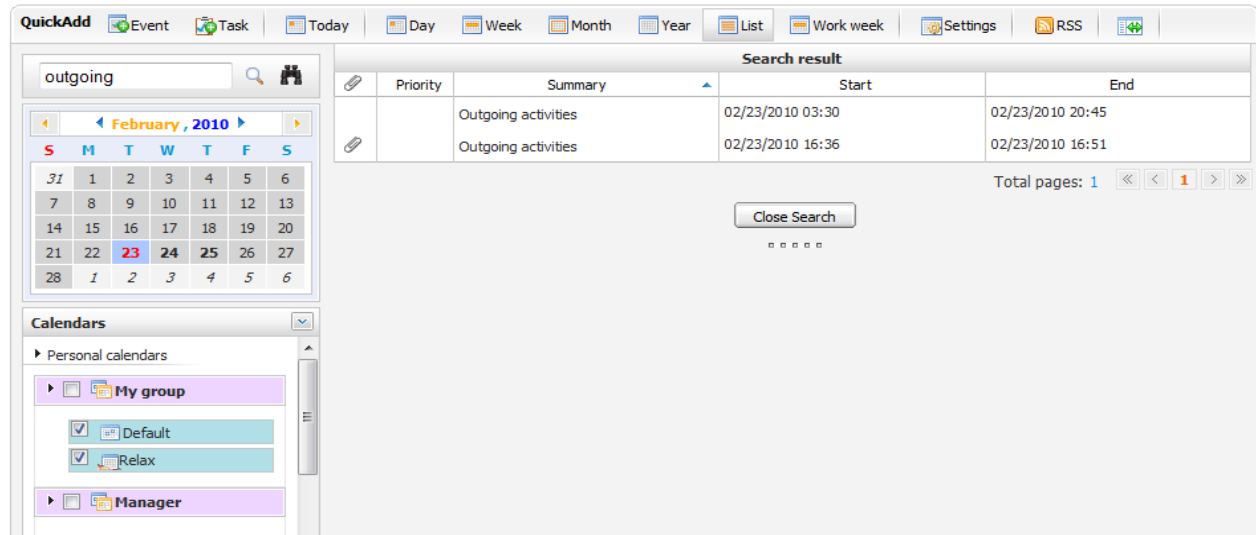 QuickAdd Event Task Today Day Week Month Year List Work week Settings RSS
outgoing
February , 2010
S M T W T F S
31 1 2 3 4 5 6
7 8 9 10 11 12 13
14 15 16 17 18 19 20
21 22 23 24 25 26 27
28 1 2 3 4 5 6
Calendars
Personal calendars
My group
Default
Relax
Manager
Search result
Priority Summary Start End
Outgoing activities 02/23/2010 03:30 02/23/2010 20:45
Outgoing activities 02/23/2010 16:36 02/23/2010 16:51
Total pages: 1 « < 1 > »
Close Search